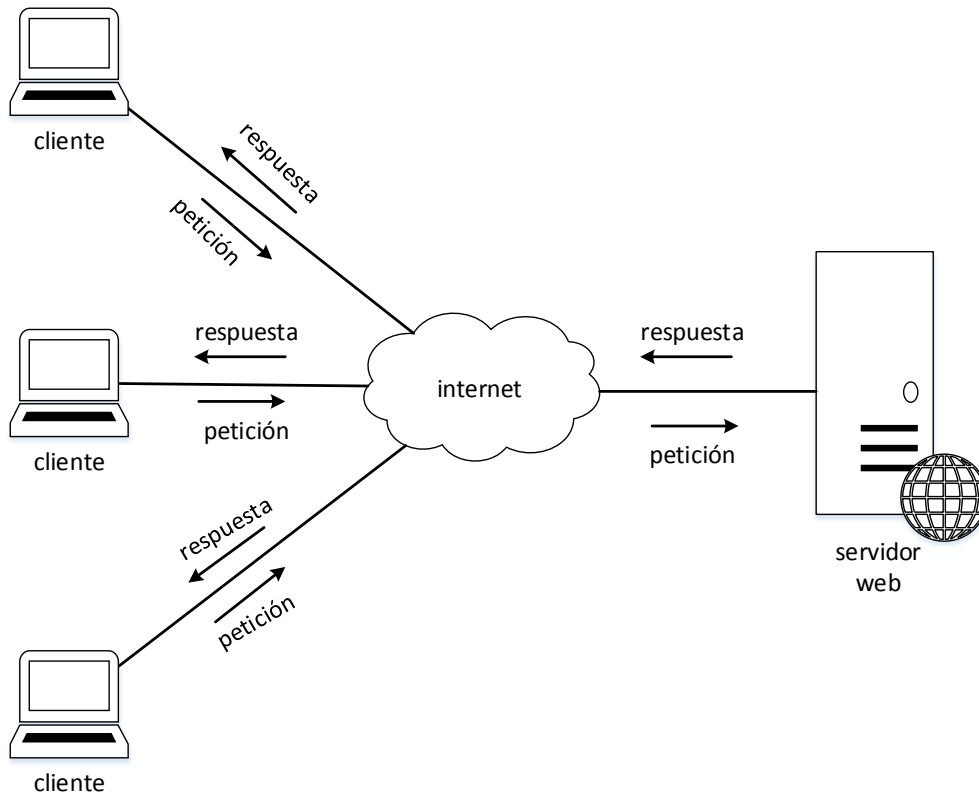 cliente
respuesta
petición
respuesta
petición
cliente
internet
respuesta
petición
servidor
web
respuesta
petición
cliente